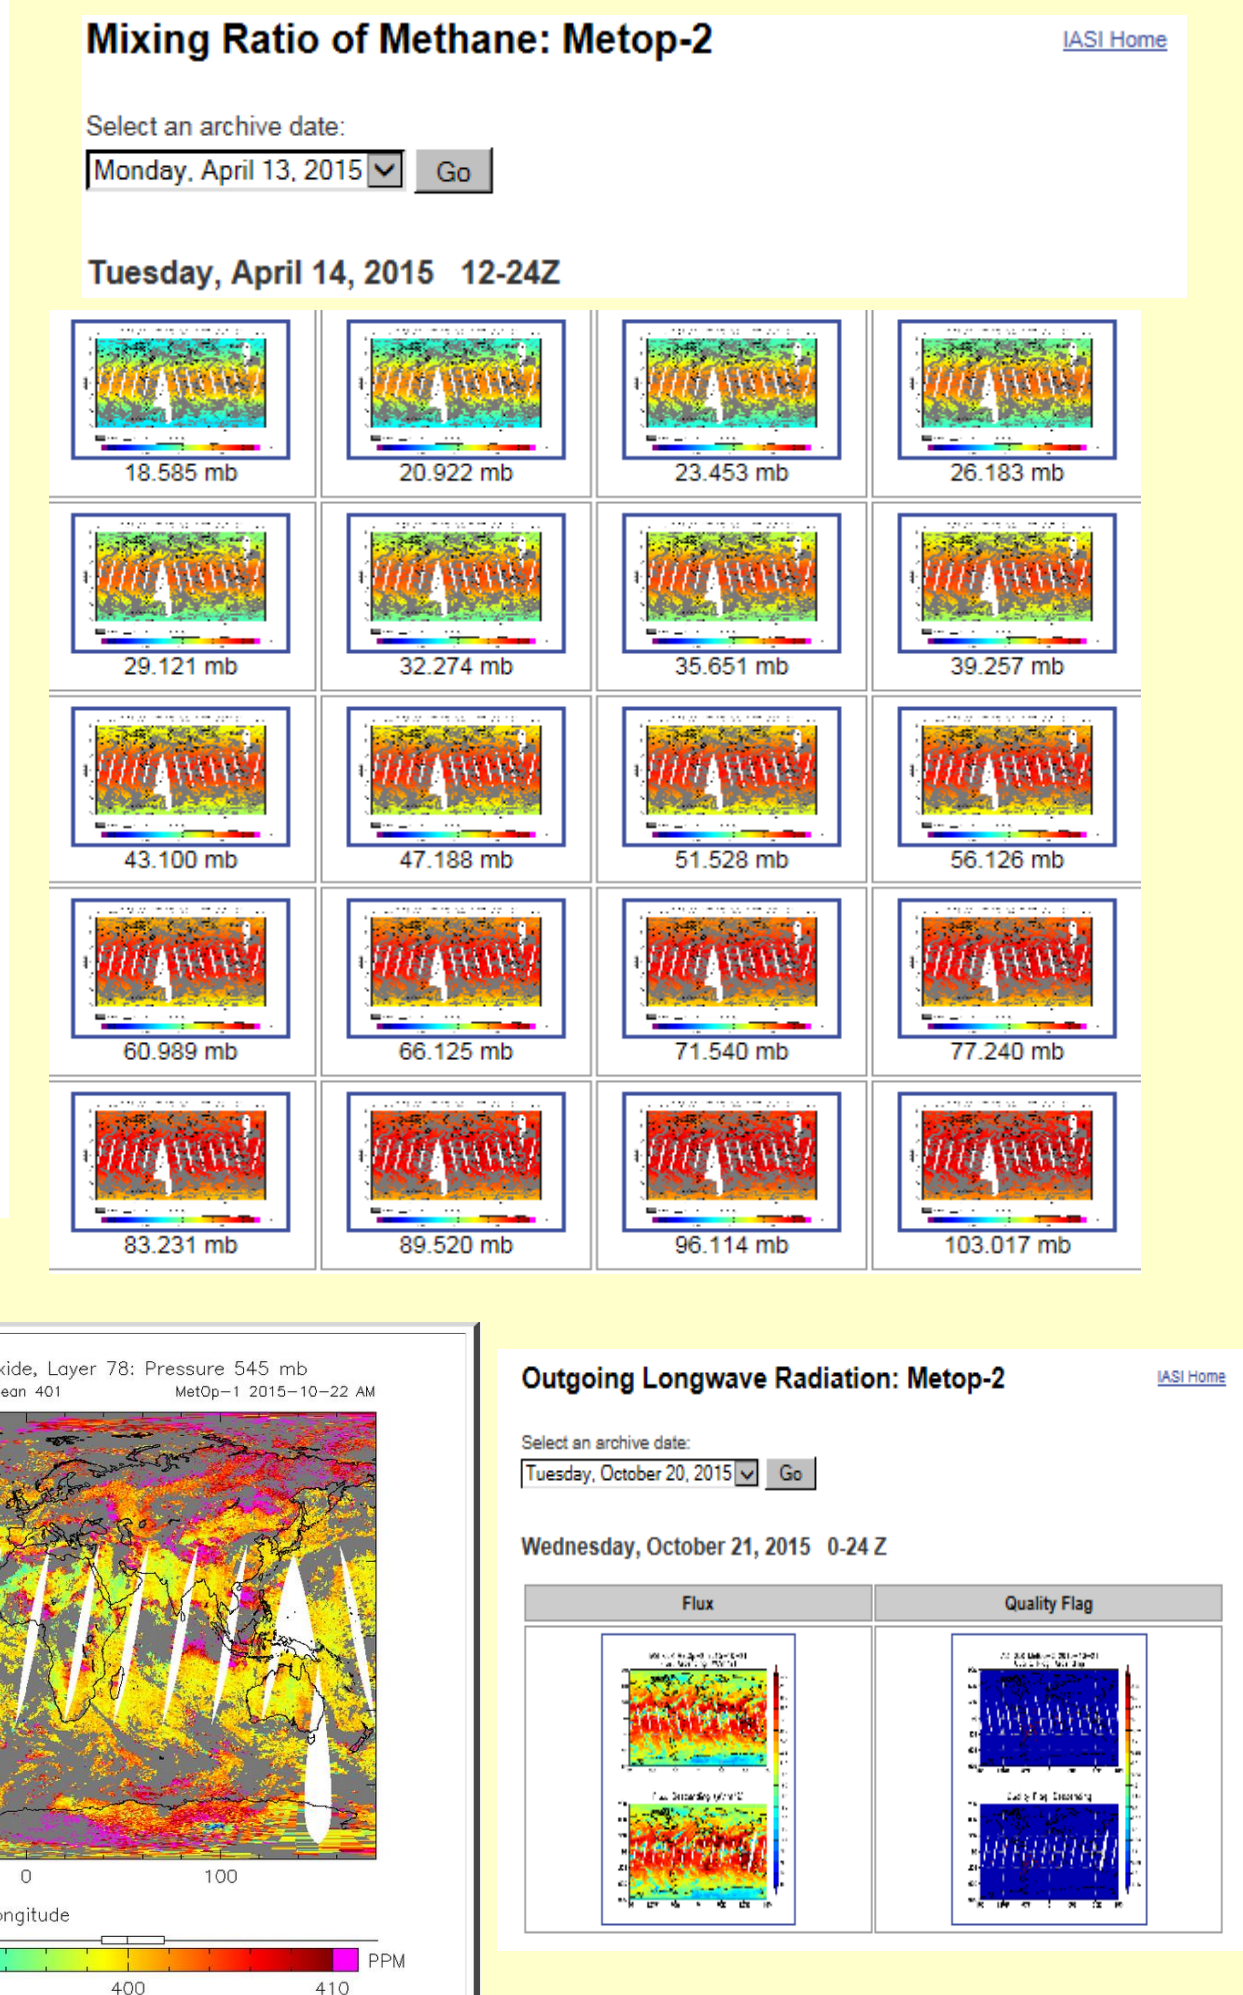 Mixing Ratio of Methane: Metop-2
IASI Home
Select an archive date:
Monday, April 13, 2015
Go
Tuesday, April 14, 2015 12-24Z
18.585 mb
20.922 mb
23.453 mb
26.183 mb
29.121 mb
32.274 mb
35.651 mb
39.257 mb
43.100 mb
47.188 mb
51.528 mb
56.126 mb
60.989 mb
66.125 mb
71.540 mb
77.240 mb
83.231 mb
89.520 mb
96.114 mb
103.017 mb
xide, Layer 78: Pressure 545 mb
ean 401
MetOp-1 2015-10-22 AM
0
100
ongitude
PPM
400
410
Outgoing Longwave Radiation: Metop-2
IASI Home
Select an archive date:
Tuesday, October 20, 2015
Go
Wednesday, October 21, 2015 0-24 Z
Flux
Quality Flag